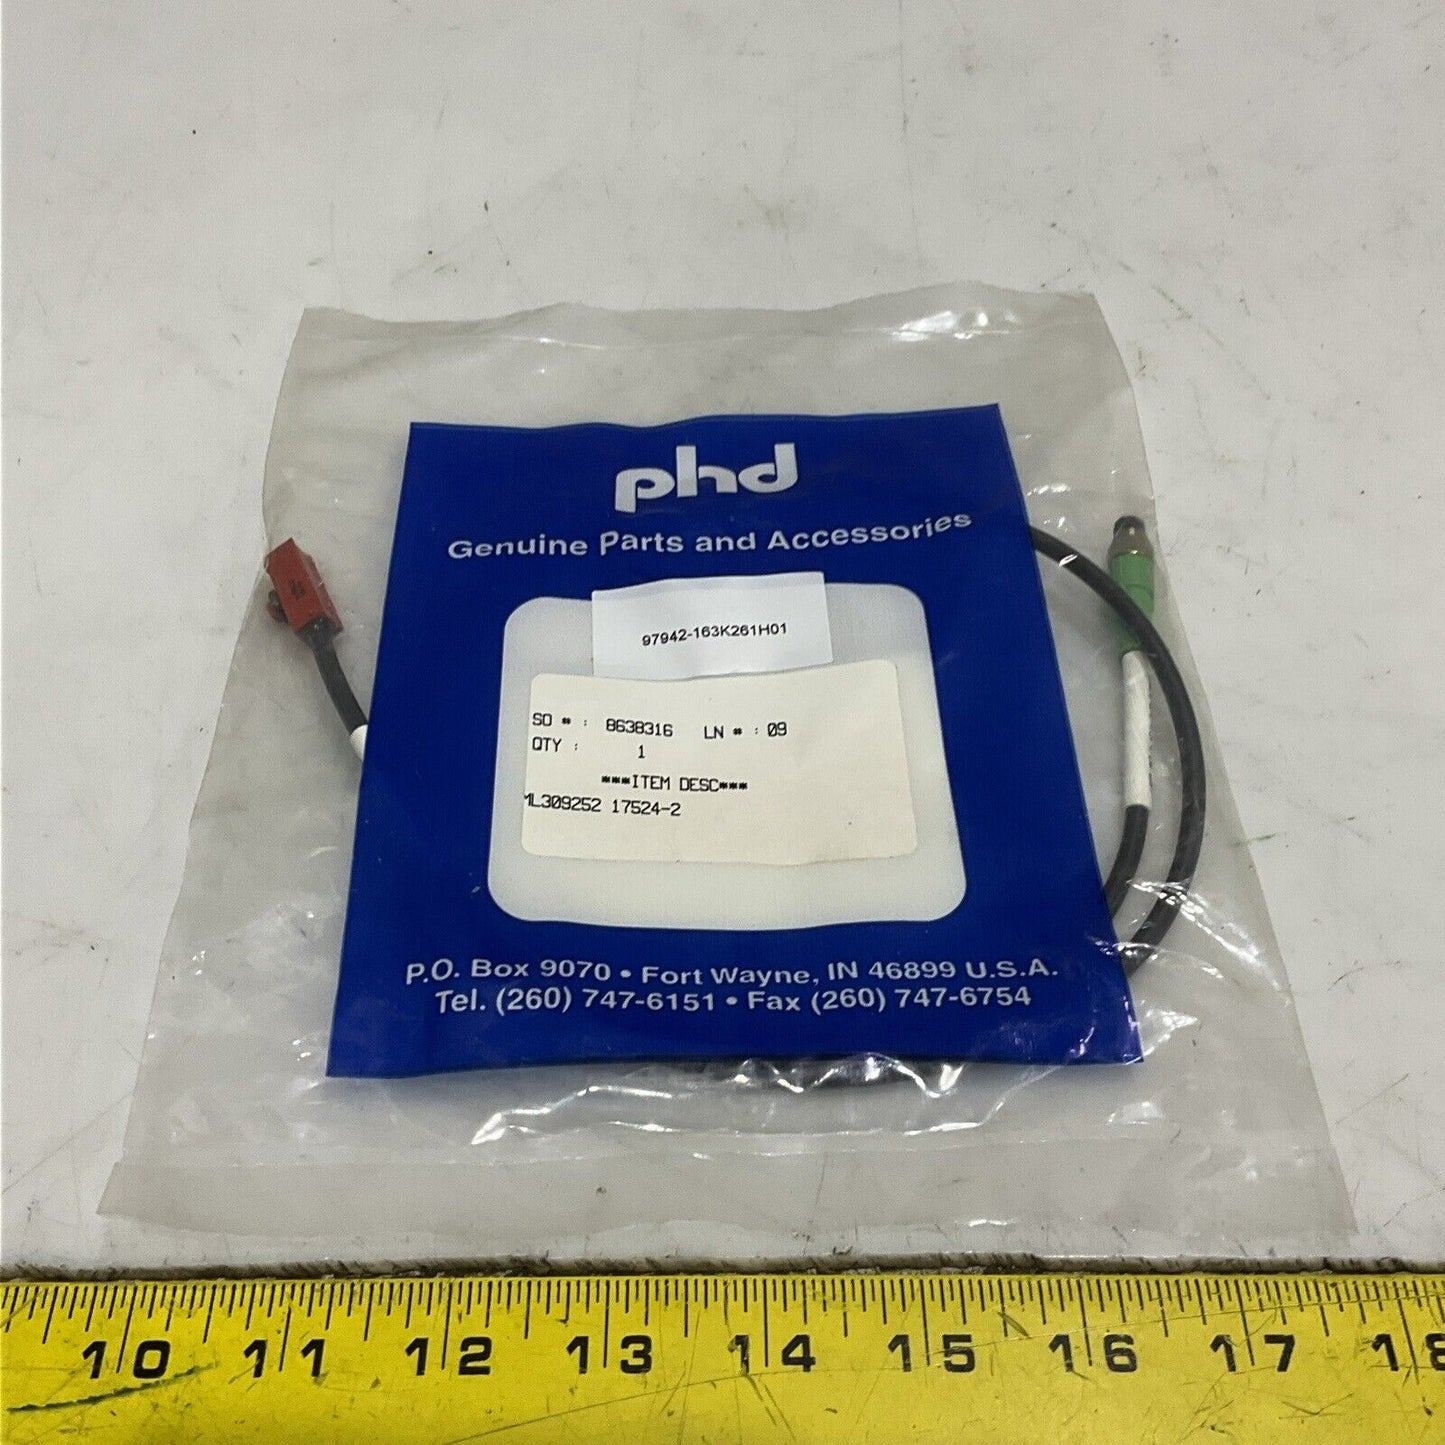 phd
Genuine Parts and Accessories
97942-163K261H01
SO # : 8638316 LN # : 09
QTY : 1
***ITEM DESC***
ML309252 17524-2
P.O. Box 9070 • Fort Wayne, IN 46899 U.S.A.
Tel. (260) 747-6151 • Fax (260) 747-6754
10 11 12 13 14 15 16 17 18